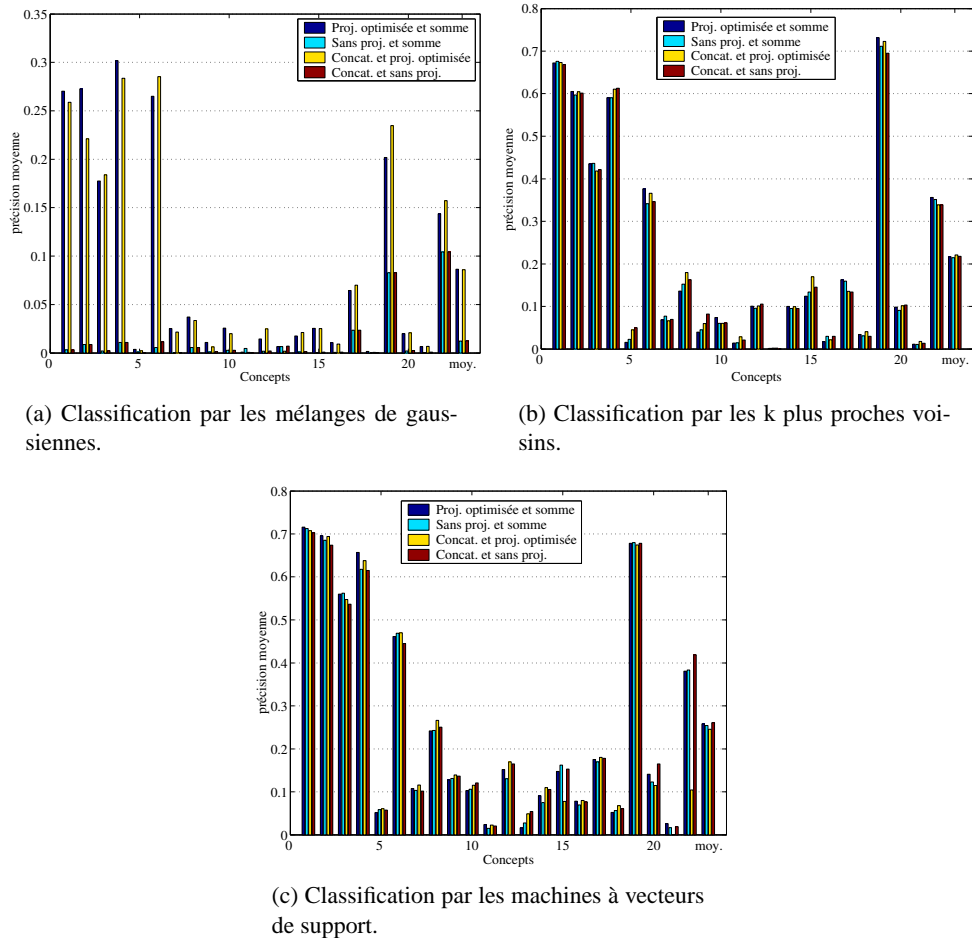 0.35
0.3
0.25
0.2
0.15
0.1
0.05
0
précision moyenne
Proj. optimisée et somme
Sans proj. et somme
Concat. et proj. optimisée
Concat. et sans proj.
0 5 10 15 20 moy.
Concepts
(a) Classification par les mélanges de gaus-
siennes.
0.8
0.7
0.6
0.5
0.4
0.3
0.2
0.1
0
précision moyenne
Proj. optimisée et somme
Sans proj. et somme
Concat. et proj. optimisée
Concat. et sans proj.
0 5 10 15 20 moy.
Concepts
(b) Classification par les k plus proches voi-
sins.
0.8
0.7
0.6
0.5
0.4
0.3
0.2
0.1
0
précision moyenne
Proj. optimisée et somme
Sans proj. et somme
Concat. et proj. optimisée
Concat. et sans proj.
0 5 10 15 20 moy.
Concepts
(c) Classification par les machines à vecteurs
de support.